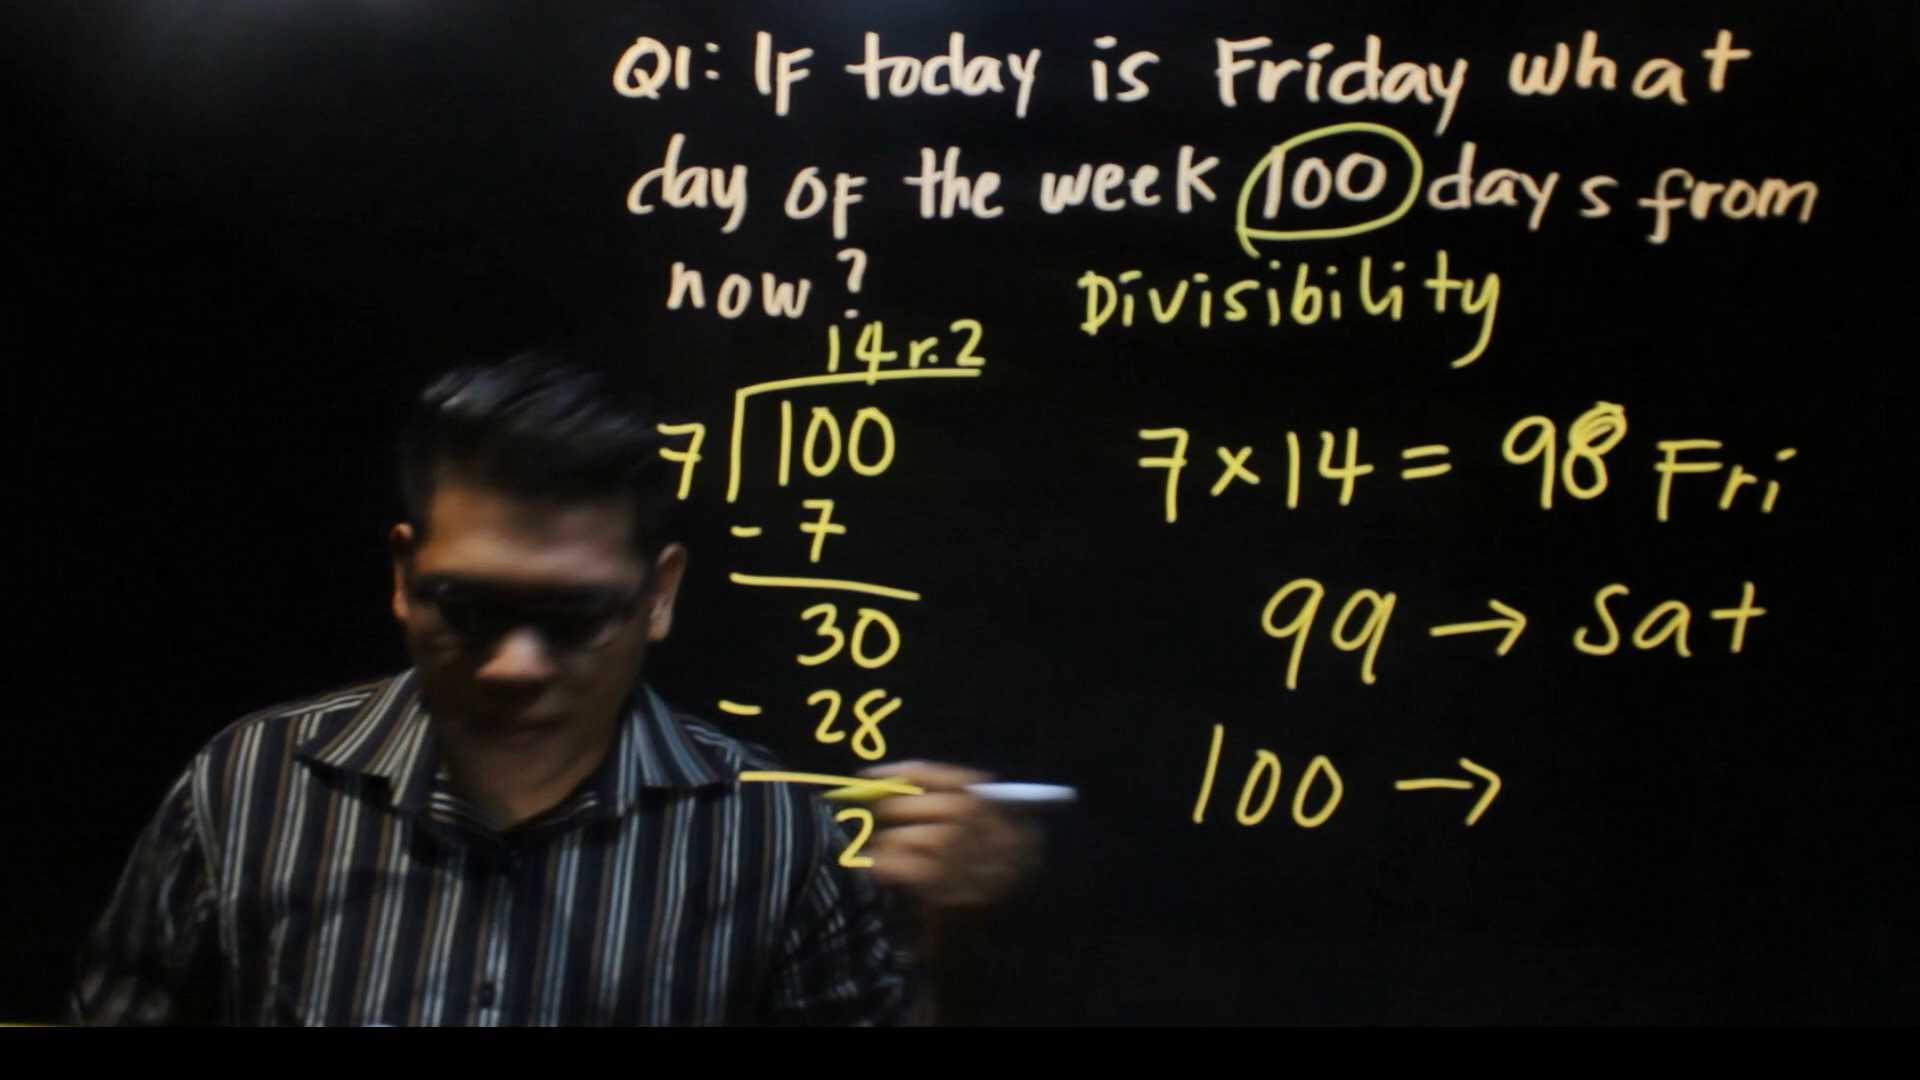 Q1: IF today is Friday what
day OF the week 100 days from
now?
Divisibility
14 r. 2
7 100
- 7
30
- 28
2
7 x 14 = 98 Fri
99 → Sat
100 →